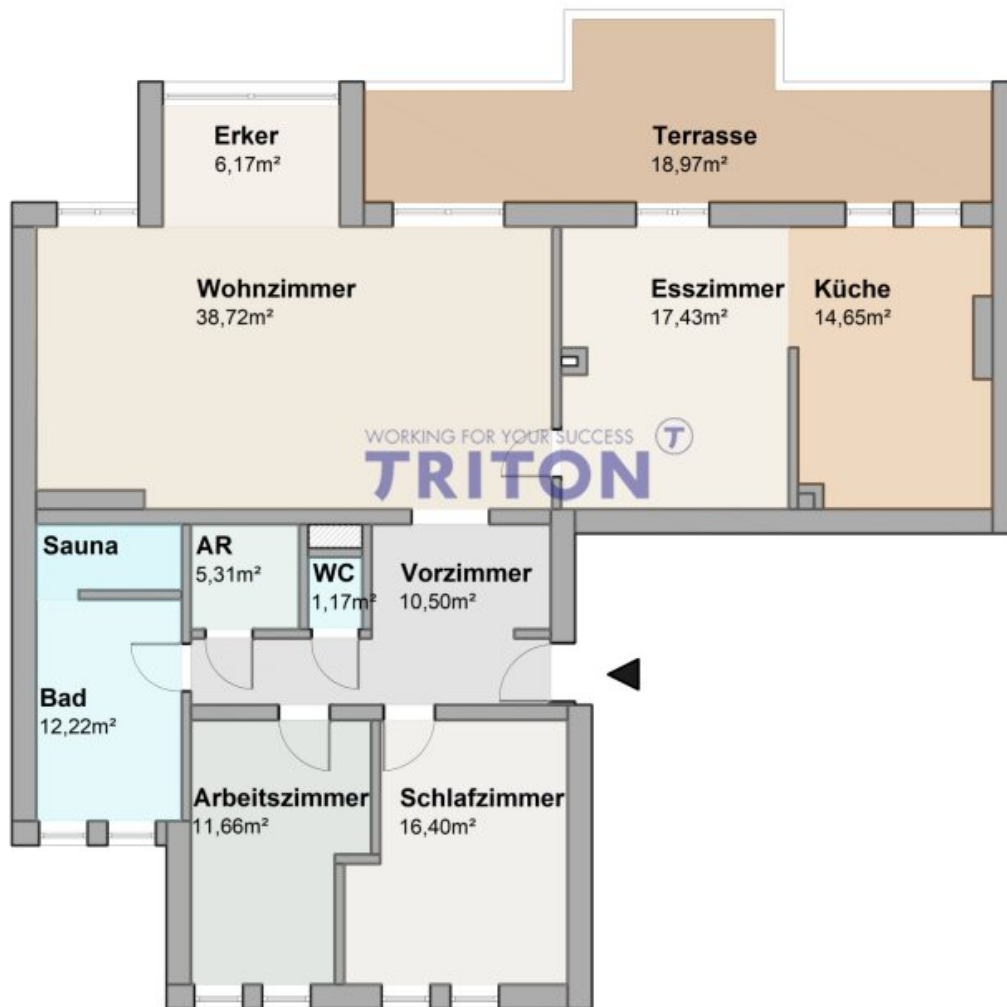 Erker
6,17m²
Terrasse
18,97m²
Wohnzimmer
38,72m²
Esszimmer
17,43m²
Küche
14,65m²
WORKING FOR YOUR SUCCESS
T
TRITON
Sauna
AR
5,31m²
WC
1,17m²
Vorzimmer
10,50m²
Bad
12,22m²
Arbeitszimmer
11,66m²
Schlafzimmer
16,40m²